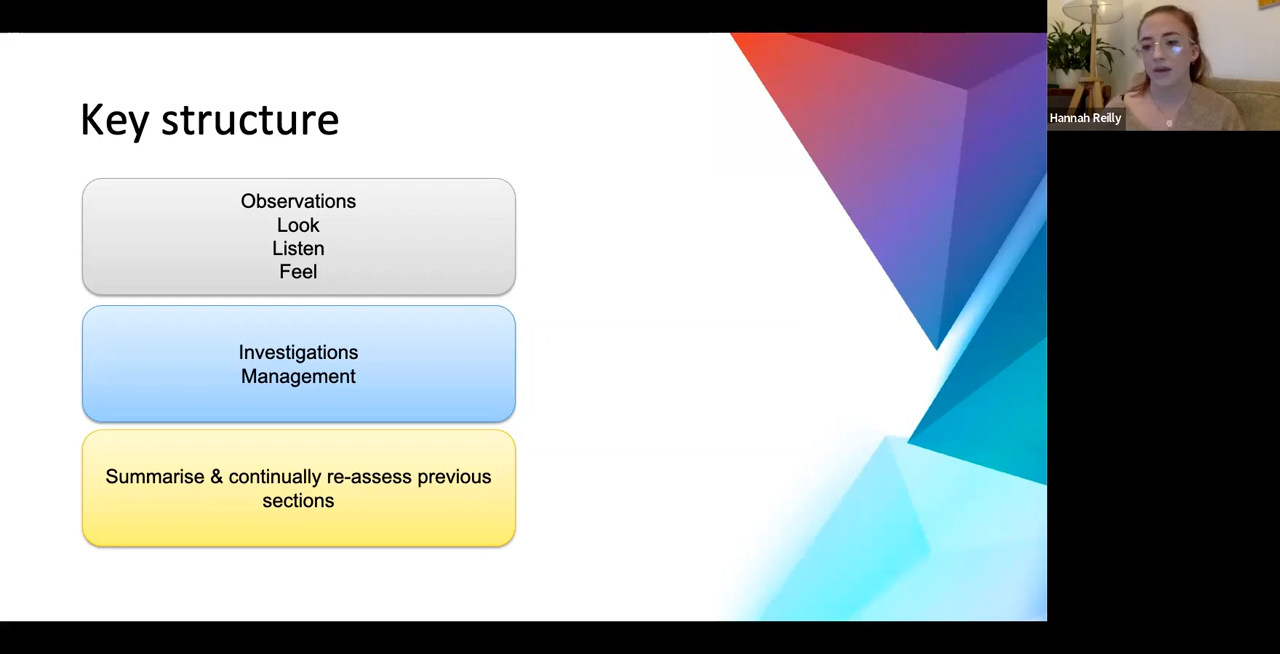 Key structure
Observations
Look
Listen
Feel
Investigations
Management
Summarise & continually re-assess previous
sections
Hannah Reilly